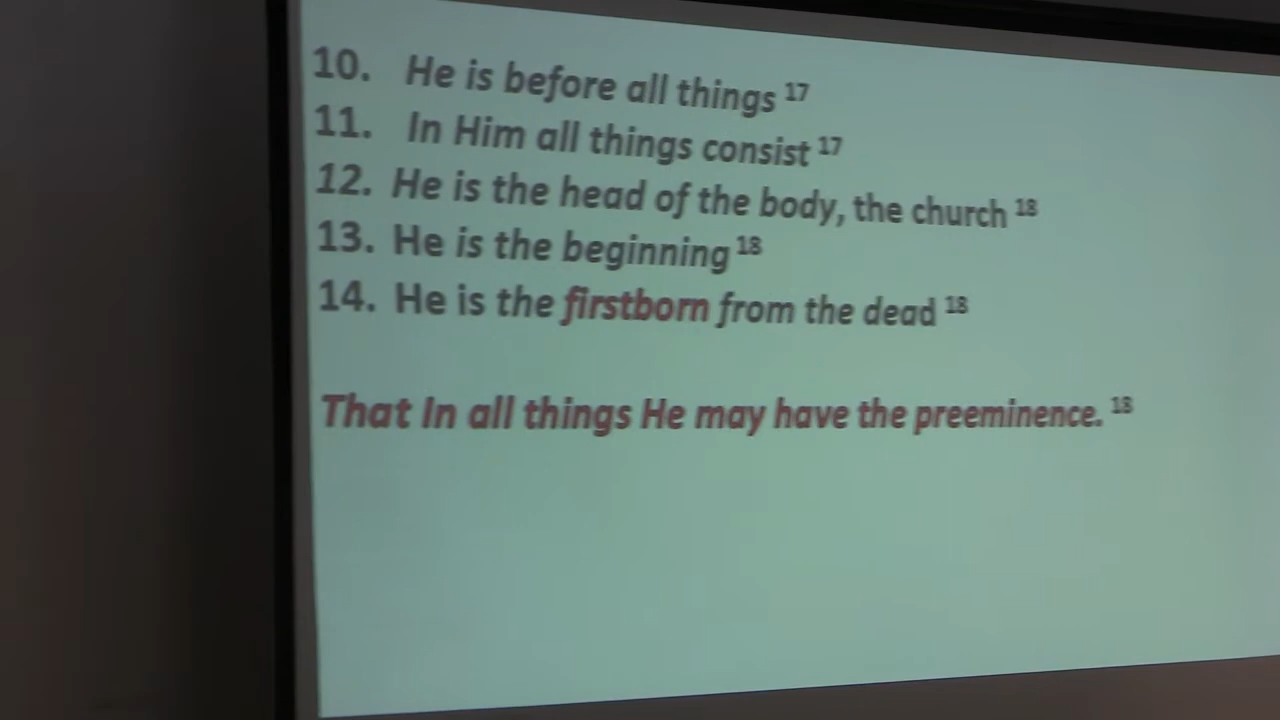 10. He is before all things 17
11. In Him all things consist 17
12. He is the head of the body, the church 18
13. He is the beginning 18
14. He is the firstborn from the dead 18
That In all things He may have the preeminence. 18